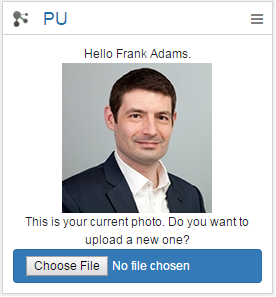 PU
Hello Frank Adams.
This is your current photo. Do you want to
upload a new one?
Choose File No file chosen